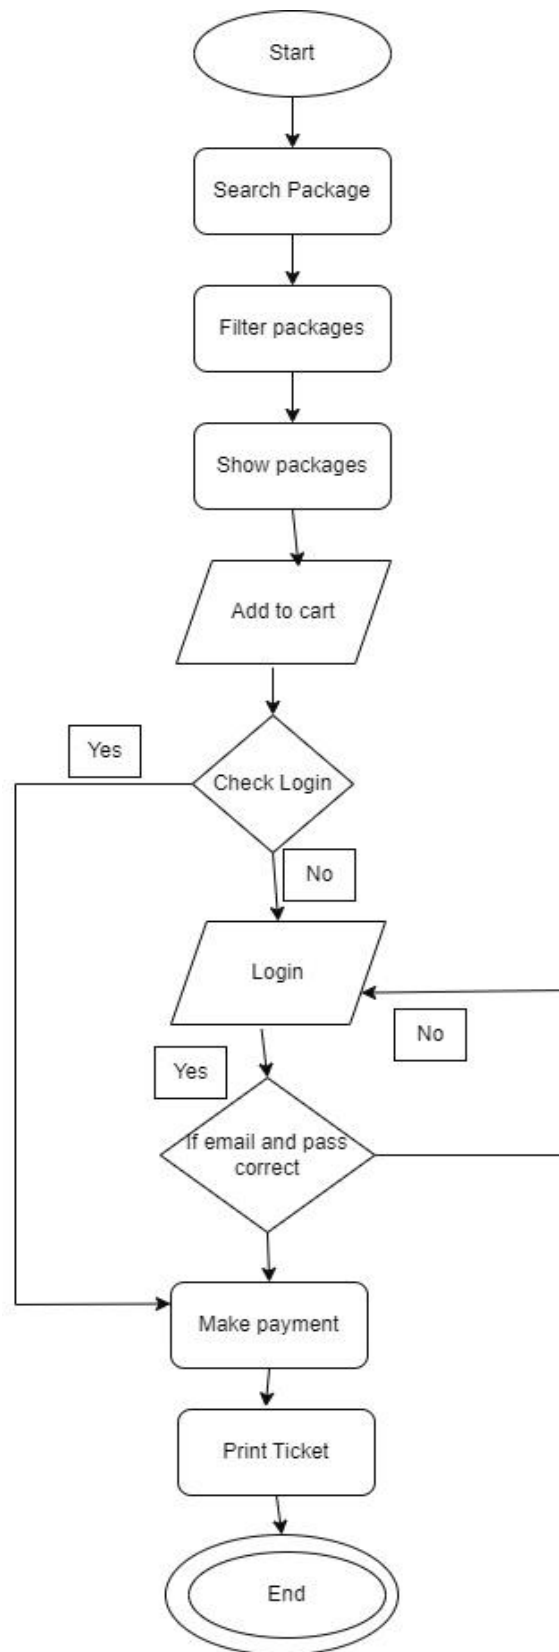 Start
Search Package
Filter packages
Show packages
Add to cart
Yes
Check Login
No
Login
No
Yes
If email and pass
correct
Make payment
Print Ticket
End